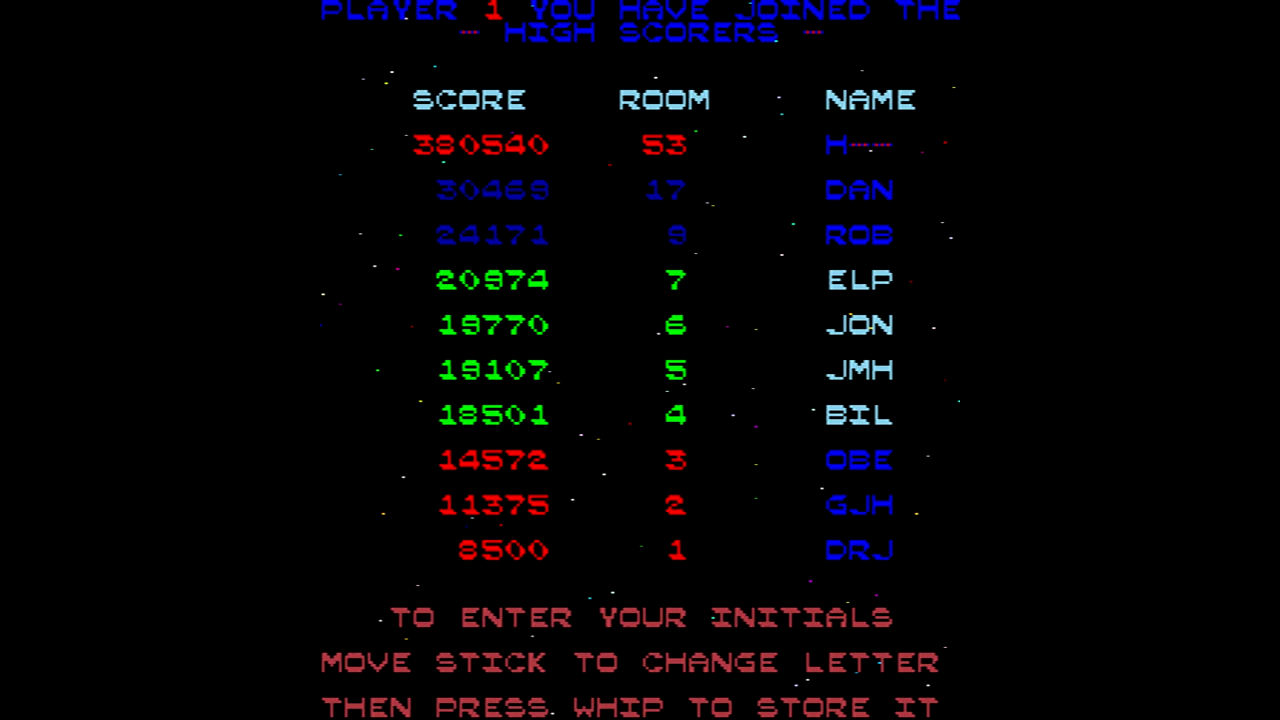 PLAYER 1 YOU HAVE JOINED THE
--- HIGH SCORERS ---
SCORE ROOM NAME
380540 53 H--
30469 17 DAN
24171 9 ROB
20974 7 ELP
19770 6 JON
19107 5 JMH
18501 4 BIL
14572 3 OBE
11375 2 GJH
8500 1 DRJ
TO ENTER YOUR INITIALS
MOVE STICK TO CHANGE LETTER
THEN PRESS WHIP TO STORE IT